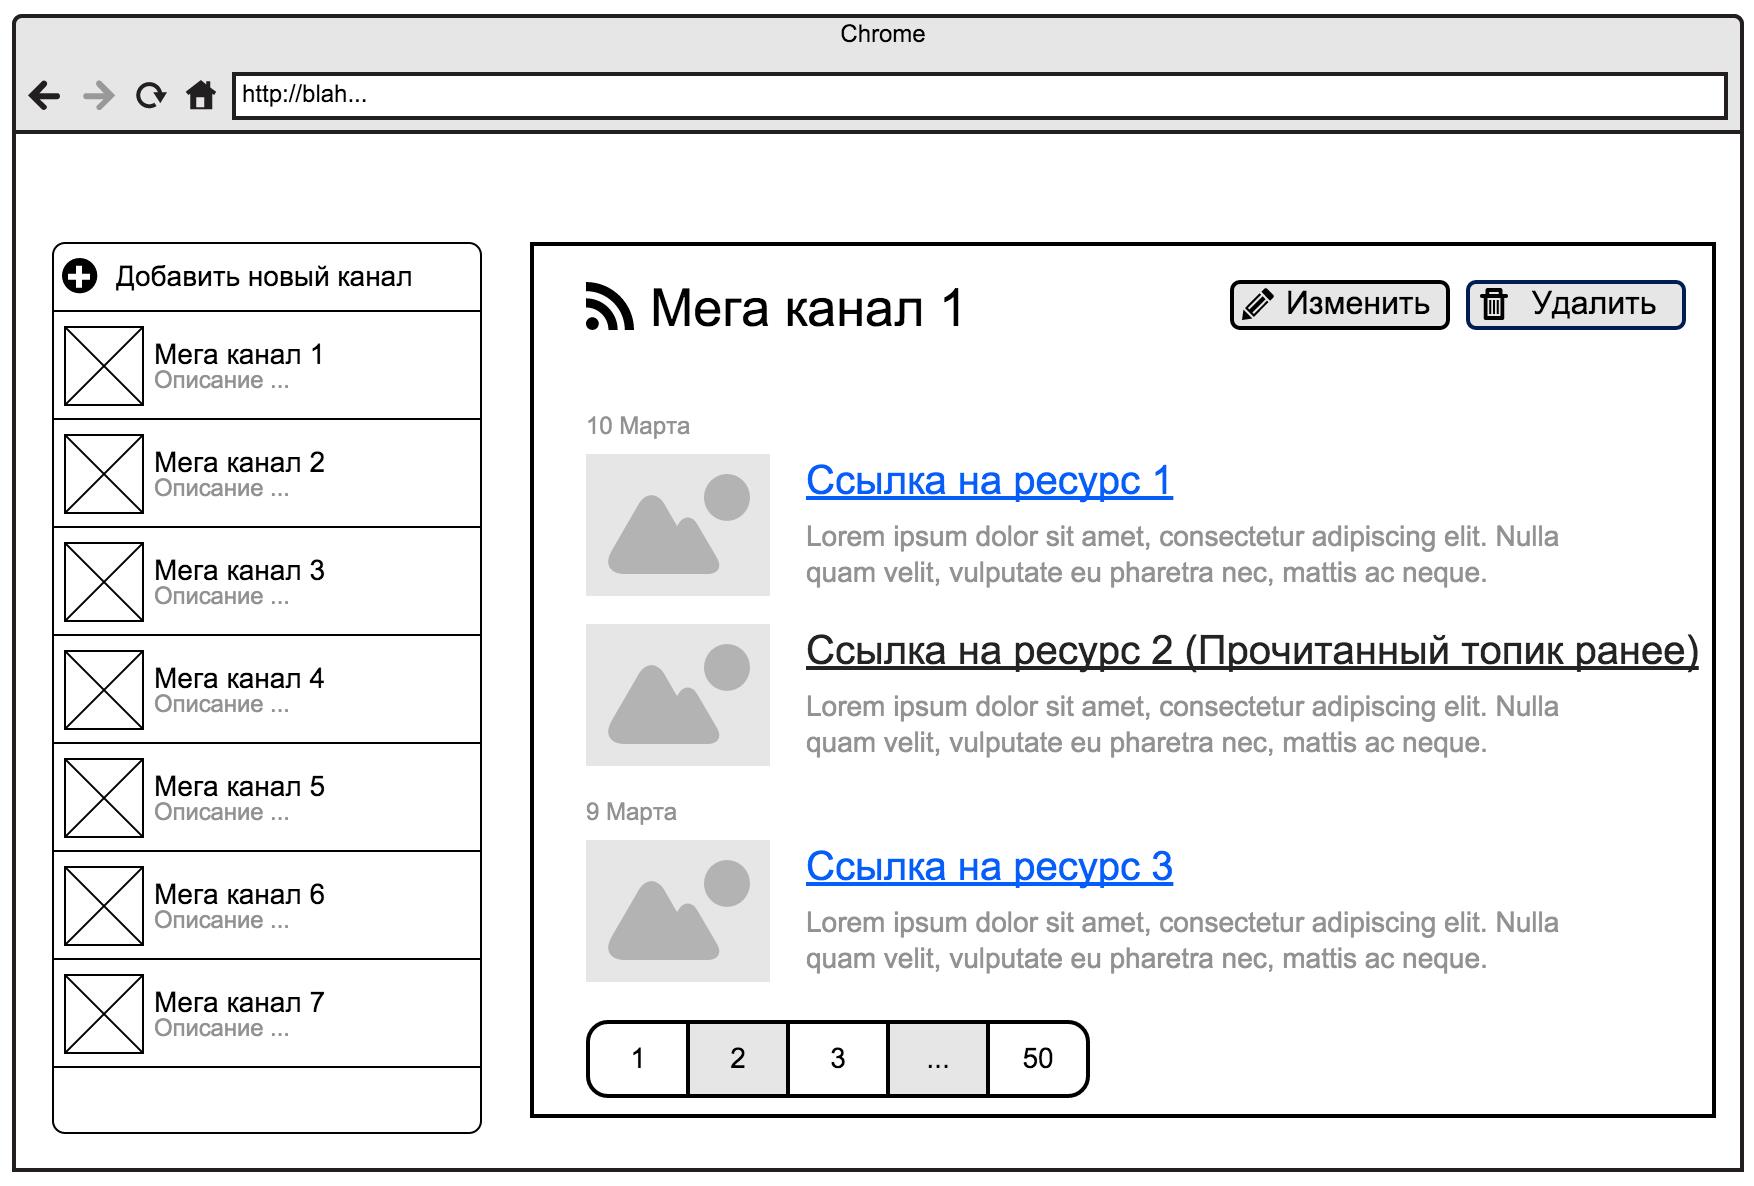 Chrome
http://blah...
Добавить новый канал
Мега канал 1
Описание ...
Мега канал 2
Описание ...
Мега канал 3
Описание ...
Мега канал 4
Описание ...
Мега канал 5
Описание ...
Мега канал 6
Описание ...
Мега канал 7
Описание ...
Мега канал 1
Изменить
Удалить
10 Марта
Ссылка на ресурс 1
Lorem ipsum dolor sit amet, consectetur adipiscing elit. Nulla
quam velit, vulputate eu pharetra nec, mattis ac neque.
Ссылка на ресурс 2 (Прочитанный топик ранее)
Lorem ipsum dolor sit amet, consectetur adipiscing elit. Nulla
quam velit, vulputate eu pharetra nec, mattis ac neque.
9 Марта
Ссылка на ресурс 3
Lorem ipsum dolor sit amet, consectetur adipiscing elit. Nulla
quam velit, vulputate eu pharetra nec, mattis ac neque.
1 2 3 ... 50